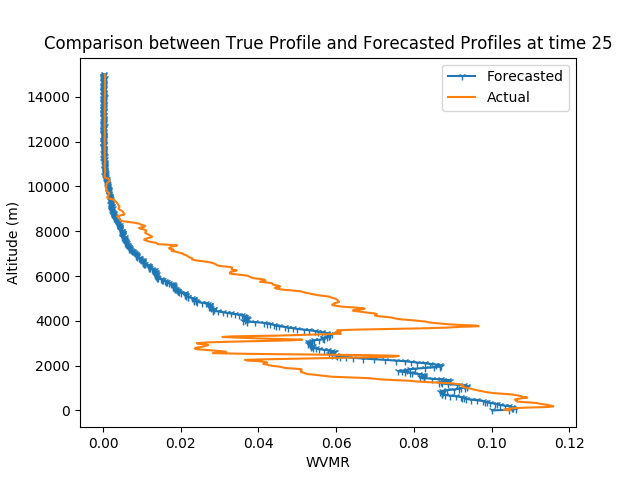 Comparison between True Profile and Forecasted Profiles at time 25
Forecasted
Actual
Altitude (m)
14000
12000
10000
8000
6000
4000
2000
0
0.00 0.02 0.04 0.06 0.08 0.10 0.12
WVMR